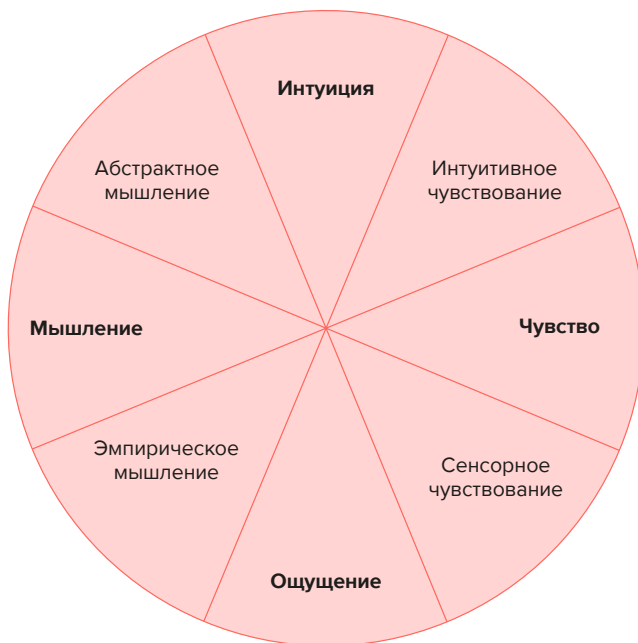 Интуиция
Абстрактное
мышление
Интуитивное
чувствование
Мышление
Чувство
Эмпирическое
мышление
Сенсорное
чувствование
Ощущение